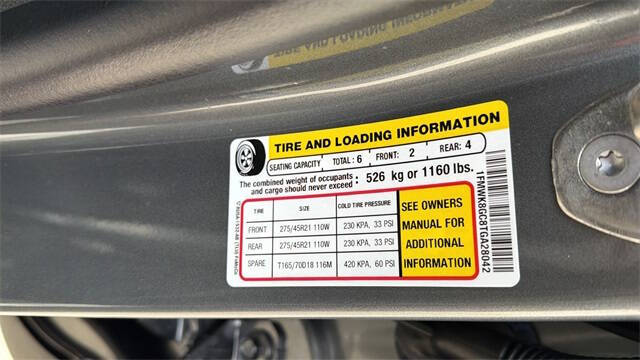 TIRE AND LOADING INFORMATION
SEATING CAPACITY TOTAL: 6 FRONT: 2 REAR: 4
The combined weight of occupants and cargo should never exceed : 526 kg or 1160 lbs.
TIRE SIZE COLD TIRE PRESSURE
FRONT 275/45R21 110W 230 KPA, 33 PSI
REAR 275/45R21 110W 230 KPA, 33 PSI
SPARE T165/70D18 116M 420 KPA, 60 PSI
SEE OWNERS
MANUAL FOR
ADDITIONAL
INFORMATION
1FMWK8GC8TGA28042